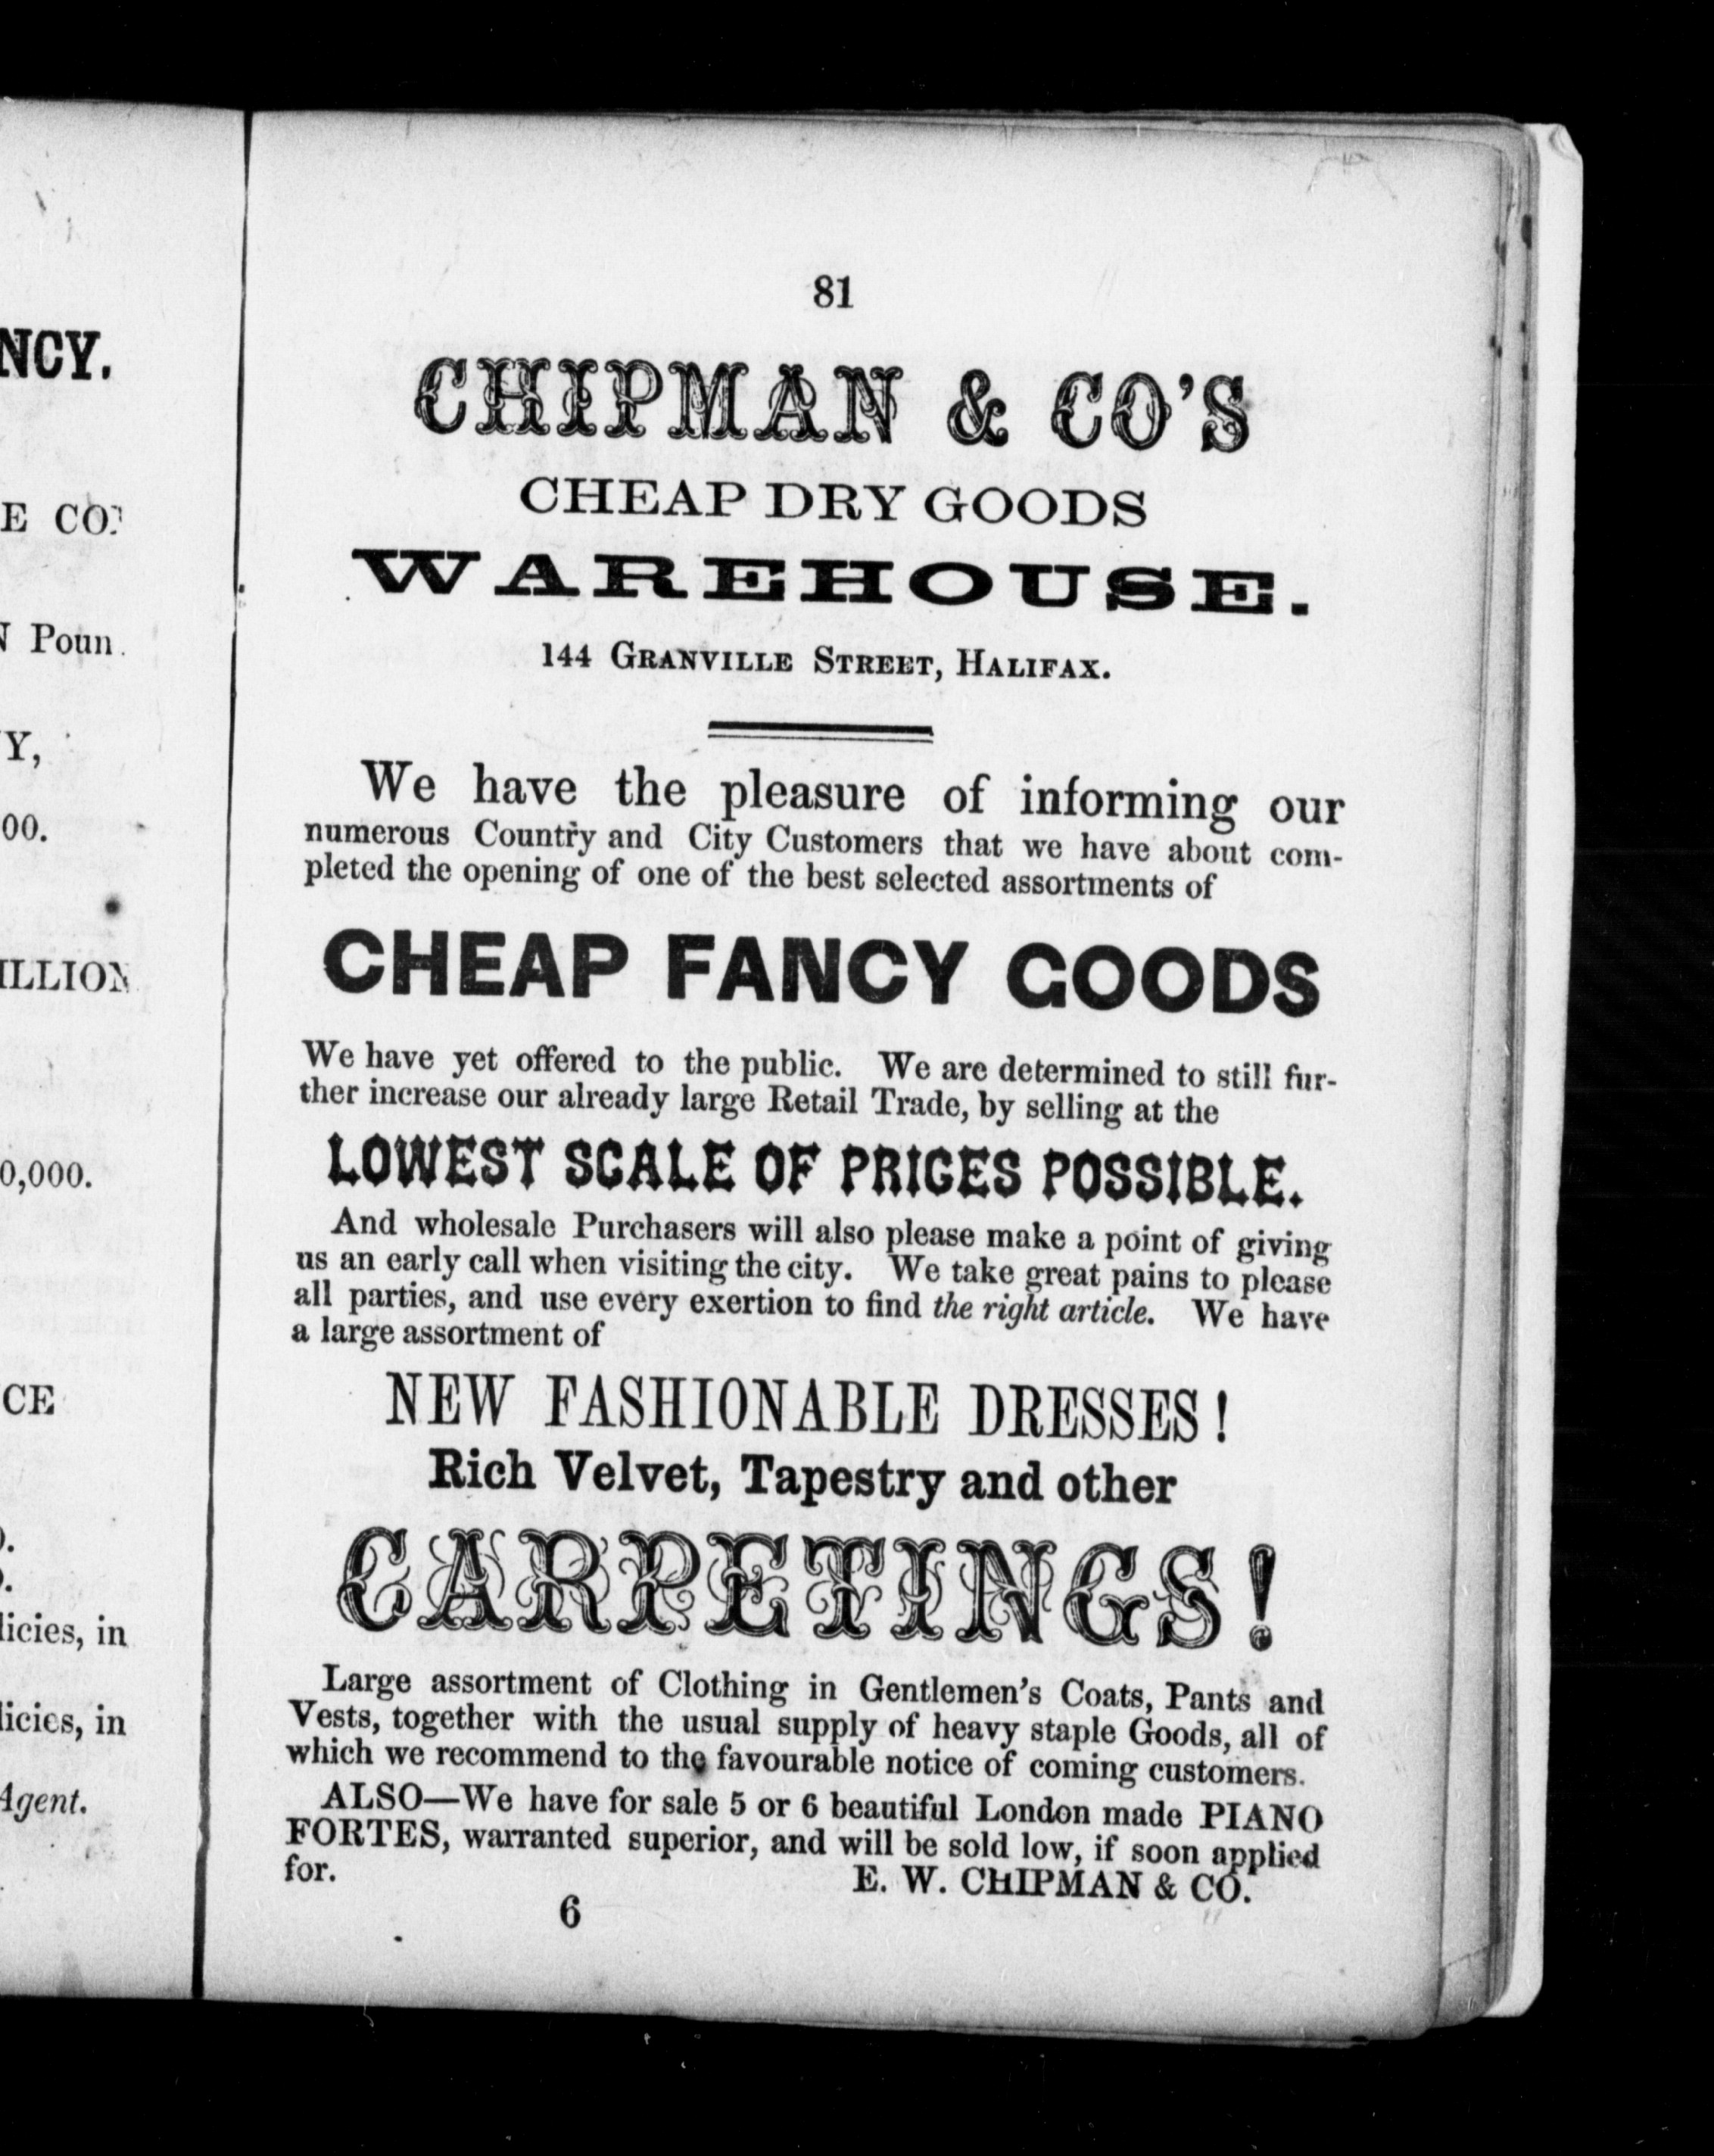 NCY.
E CO
N Poun
Y,
00.
ILLION
0,000.
CE
licies, in
licies, in
Agent.
81
CHIPMAN & CO'S
CHEAP DRY GOODS
WAREHOUSE.
144 GRANVILLE STREET, HALIFAX.
We have the pleasure of informing our
numerous Country and City Customers that we have about com-
pleted the opening of one of the best selected assortments of
CHEAP FANCY GOODS
We have yet offered to the public. We are determined to still fur-
ther increase our already large Retail Trade, by selling at the
LOWEST SCALE OF PRICES POSSIBLE.
And wholesale Purchasers will also please make a point of giving
us an early call when visiting the city. We take great pains to please
all parties, and use every exertion to find the right article. We have
a large assortment of
NEW FASHIONABLE DRESSES!
Rich Velvet, Tapestry and other
CARPETINGS!
Large assortment of Clothing in Gentlemen's Coats, Pants and
Vests, together with the usual supply of heavy staple Goods, all of
which we recommend to the favourable notice of coming customers.
ALSO—We have for sale 5 or 6 beautiful London made PIANO
FORTES, warranted superior, and will be sold low, if soon applied
for. E. W. CHIPMAN & CO.
6